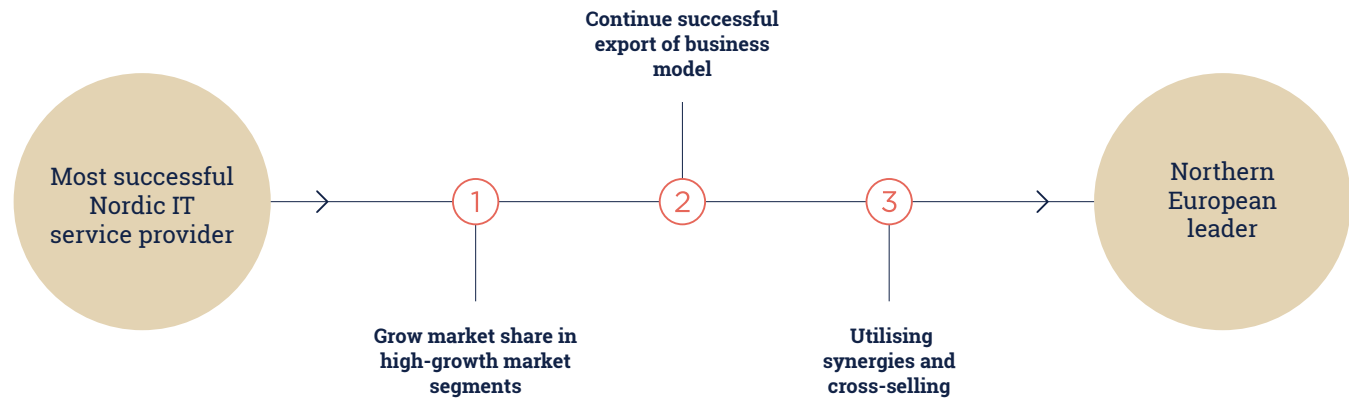 Most successful
Nordic IT
service provider
1
Grow market share in
high-growth market
segments
Continue successful
export of business
model
2
3
Utilising
synergies and
cross-selling
Northern
European
leader